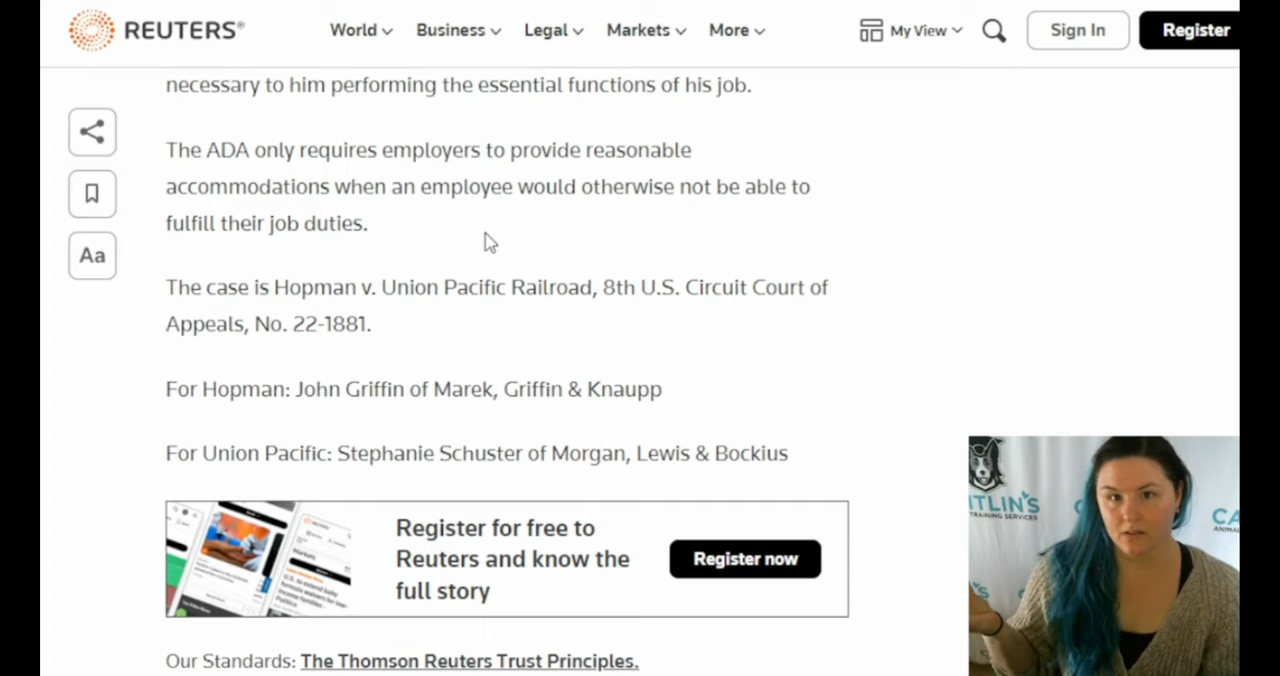 REUTERS®
World Business Legal Markets More My View Sign In Register
necessary to him performing the essential functions of his job.
The ADA only requires employers to provide reasonable
accommodations when an employee would otherwise not be able to
fulfill their job duties.
Aa
The case is Hopman v. Union Pacific Railroad, 8th U.S. Circuit Court of
Appeals, No. 22-1881.
For Hopman: John Griffin of Marek, Griffin & Knaupp
For Union Pacific: Stephanie Schuster of Morgan, Lewis & Bockius
Register for free to
Reuters and know the
full story
Register now
Our Standards: The Thomson Reuters Trust Principles.
ITLIN'S
TRAINING SERVICES
CA
ANIMA